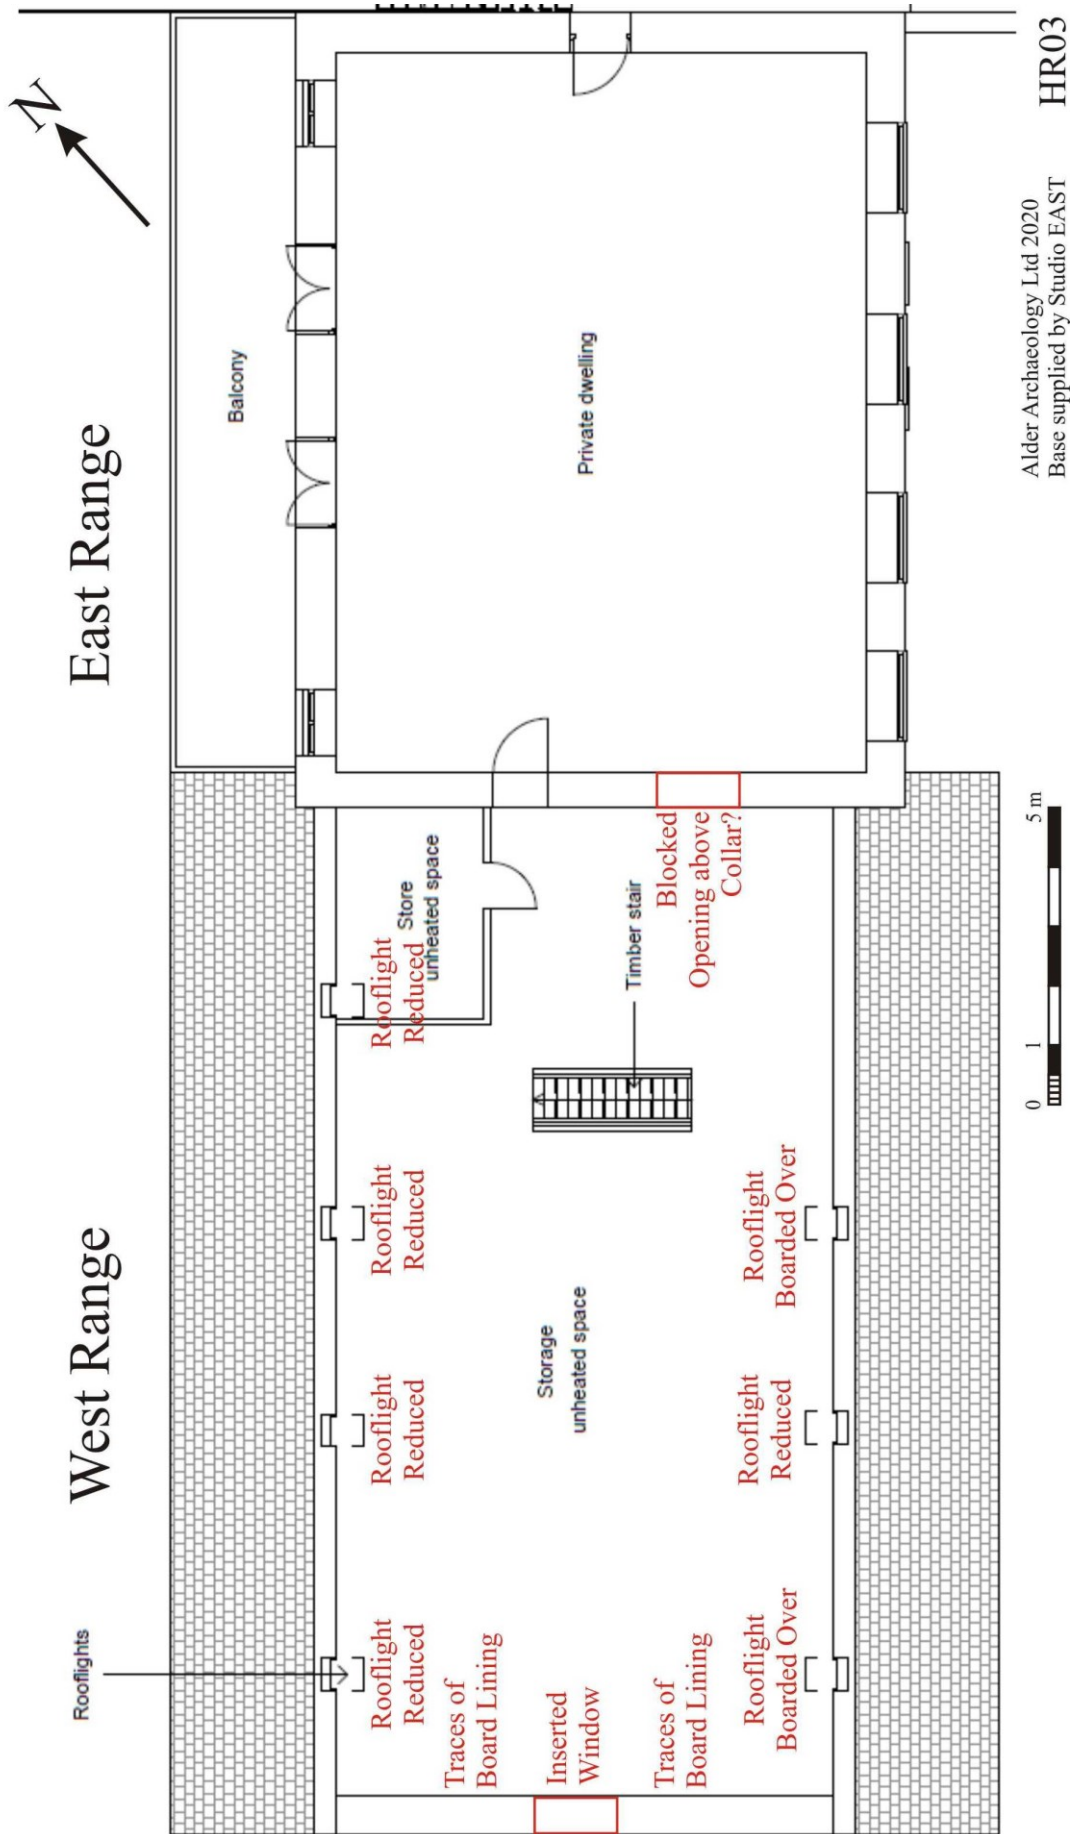 West Range
East Range
N
Rooflights
Balcony
Rooflight
Reduced
Rooflight
Reduced
Rooflight
Reduced
Rooflight
Reduced
Store
unheated space
Traces of
Board Lining
Inserted
Window
Traces of
Board Lining
Storage
unheated space
Timber stair
Private dwelling
Blocked
Opening above
Collar?
Rooflight
Boarded Over
Rooflight
Reduced
Rooflight
Boarded Over
0 1 5 m
Alder Archaeology Ltd 2020
Base supplied by Studio EAST
HR03